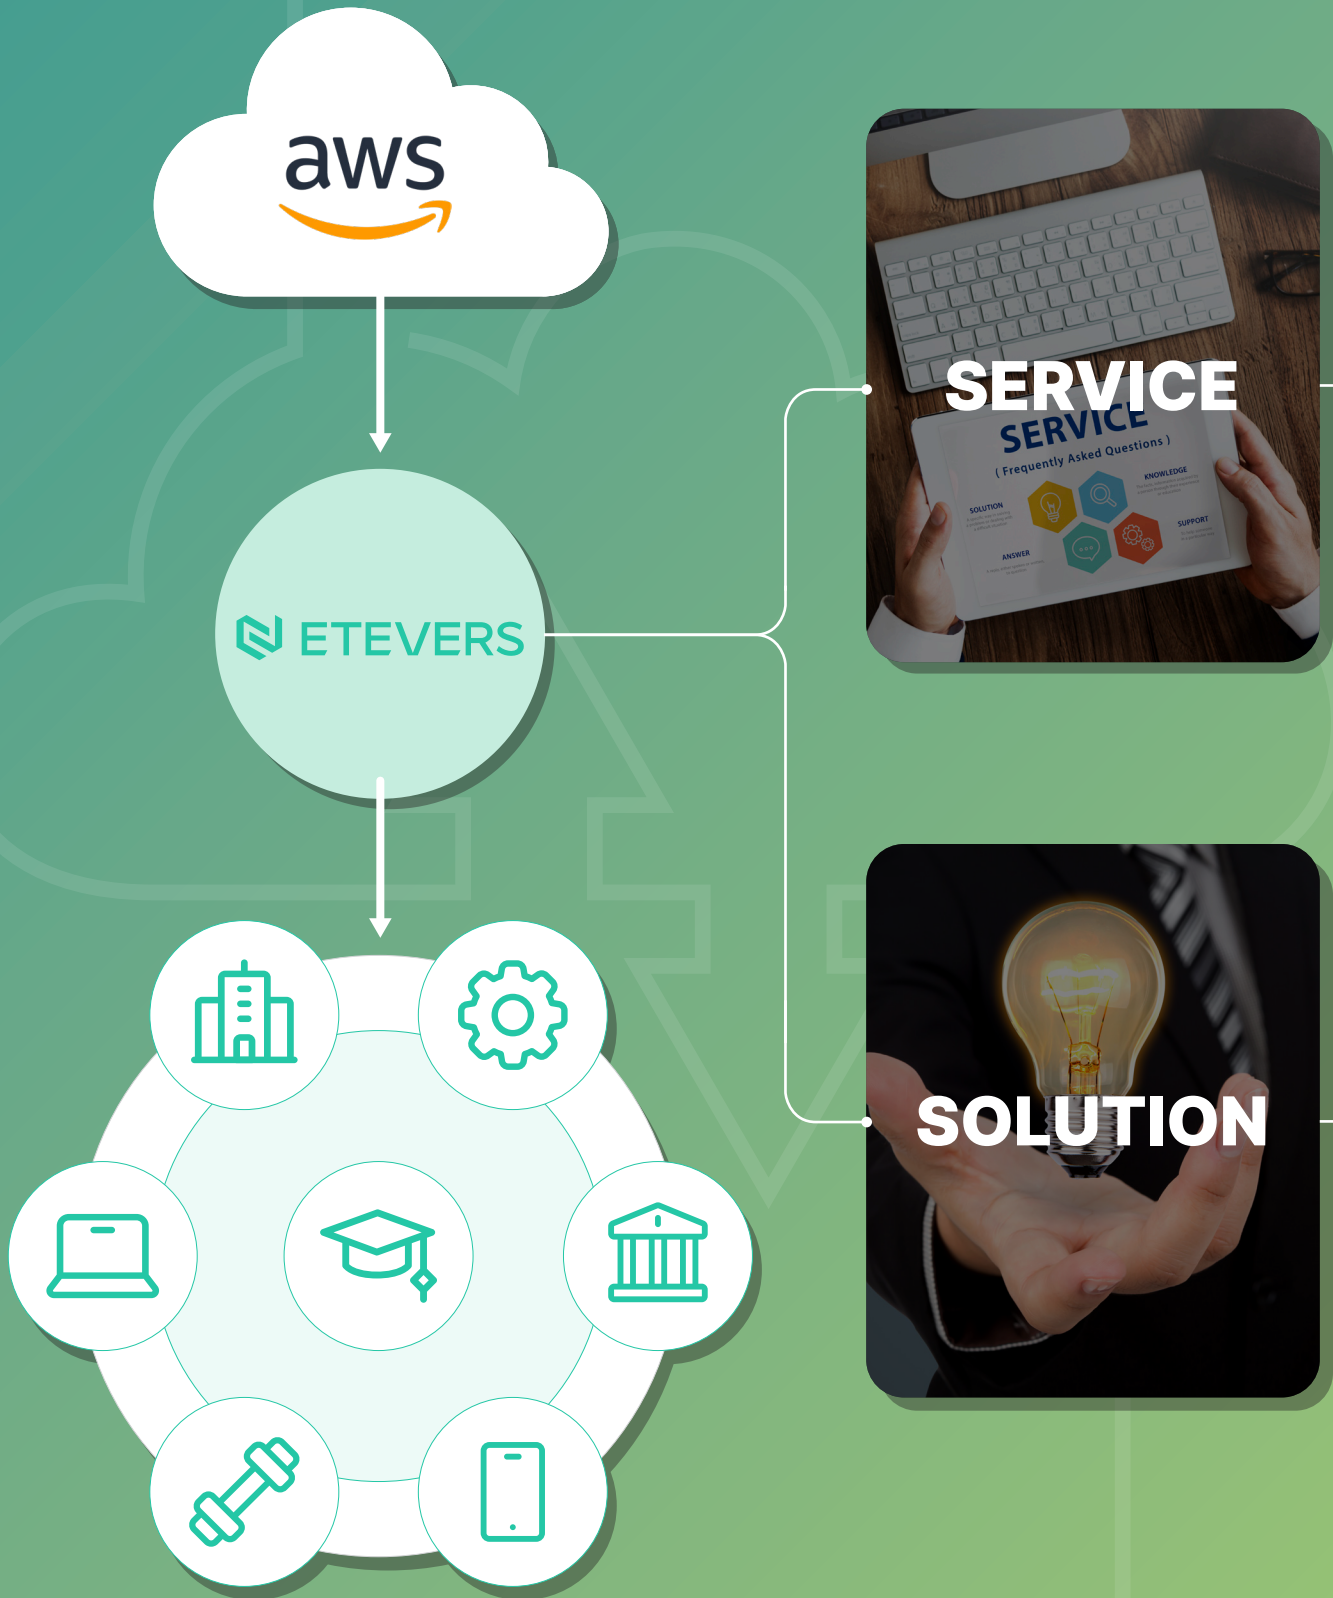 aws
ETEVERS
SERVICE
SERVICE
( Frequently Asked Questions )
SOLUTION
KNOWLEDGE
ANSWER
SUPPORT
SOLUTION